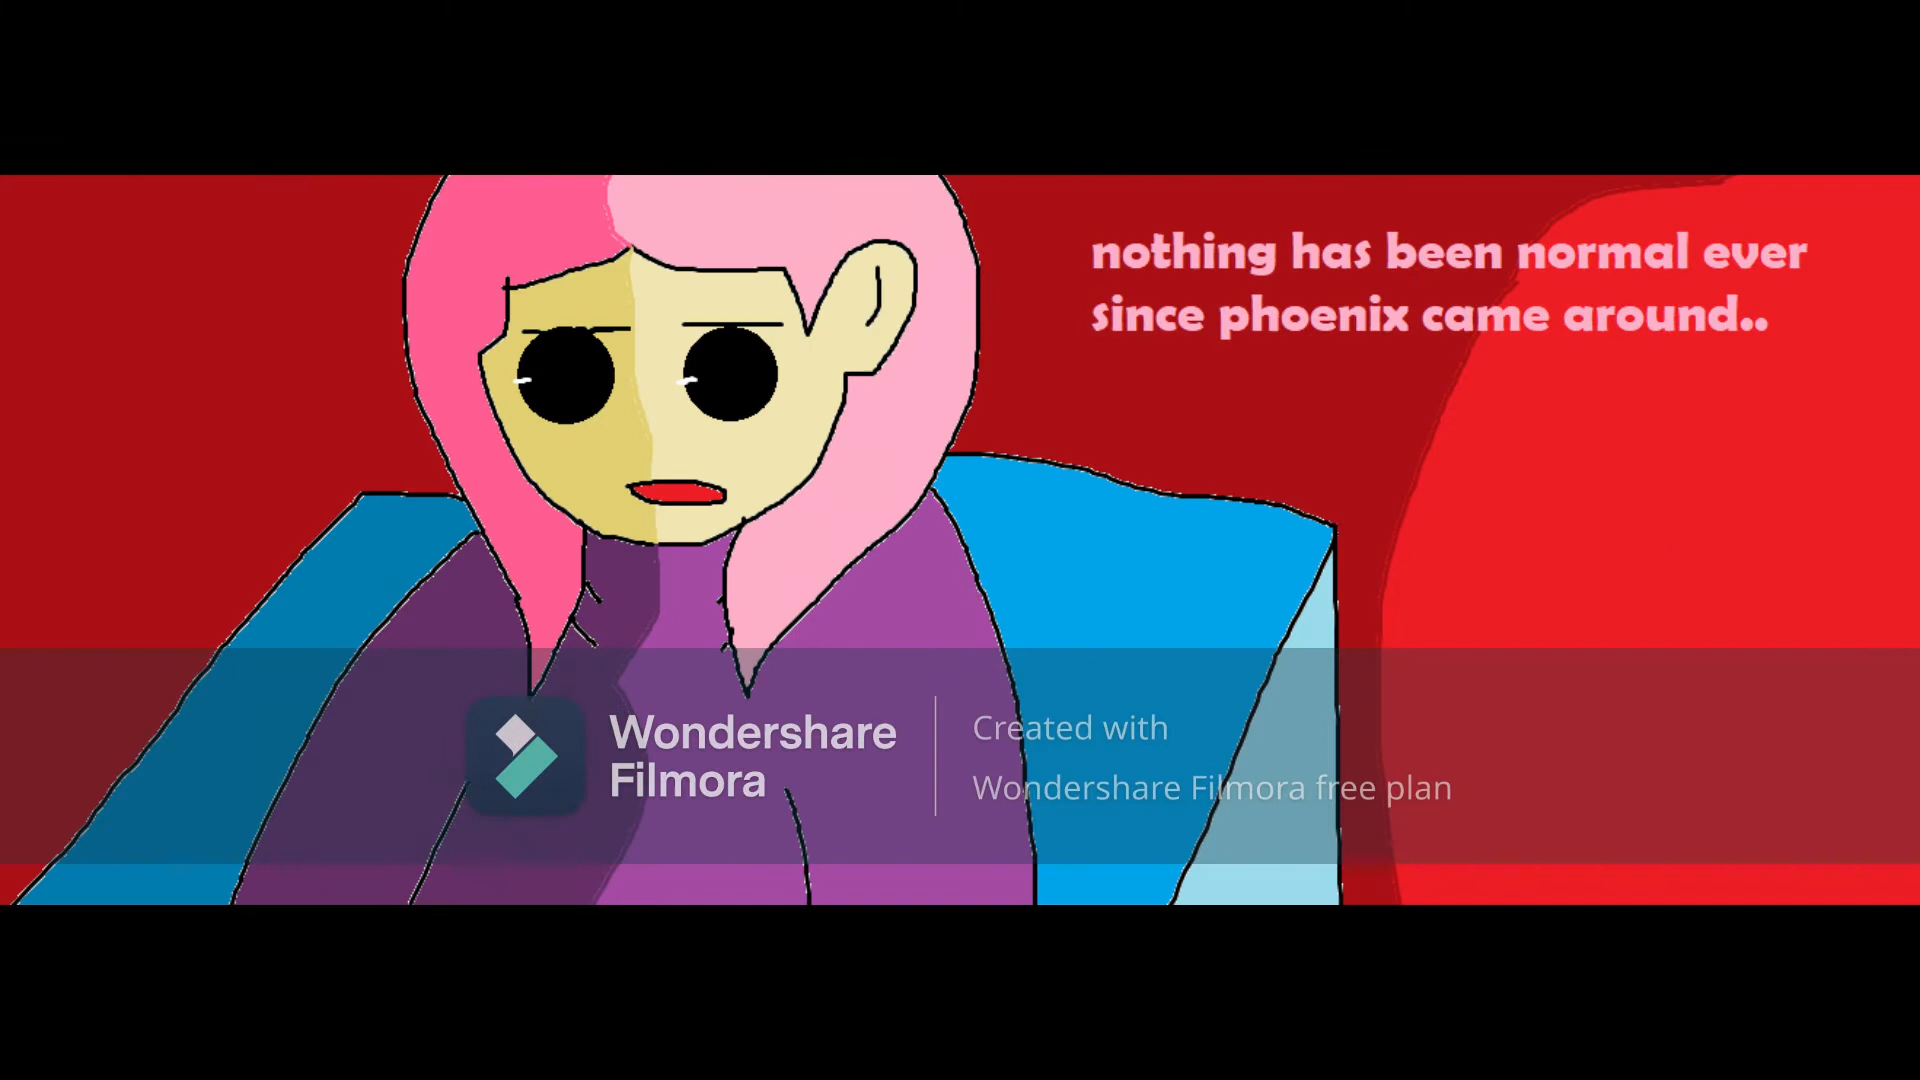 nothing has been normal ever
since phoenix came around..
Wondershare
Filmora
Created with
Wondershare Filmora free plan